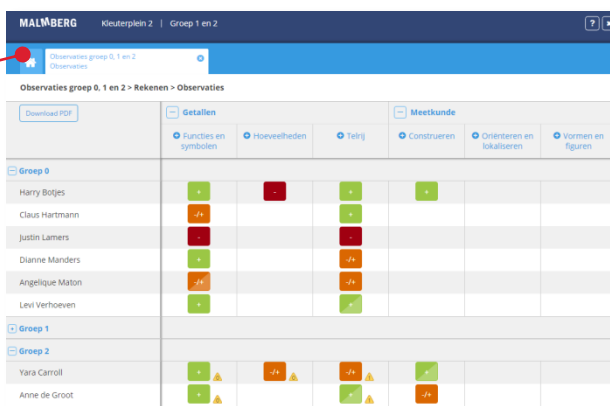 MALMBERG Kleuterplein 2 | Groep 1 en 2 ?
Observaties groep 0, 1 en 2
Observaties
Observaties groep 0, 1 en 2 > Rekenen > Observaties
Download PDF − Getallen − Meetkunde
Functies en symbolen Hoeveelheden Telrij Construeren Oriënteren en lokaliseren Vormen en figuren
− Groep 0
Harry Botjes + - + +
Claus Hartmann -/+ +
Justin Lamers - -
Dianne Manders + -/+
Angelique Maton -/+ -/+
Levi Verhoeven + +
+ Groep 1
− Groep 2
Yara Carroll + -/+ -/+ +
Anne de Groot + + -/+